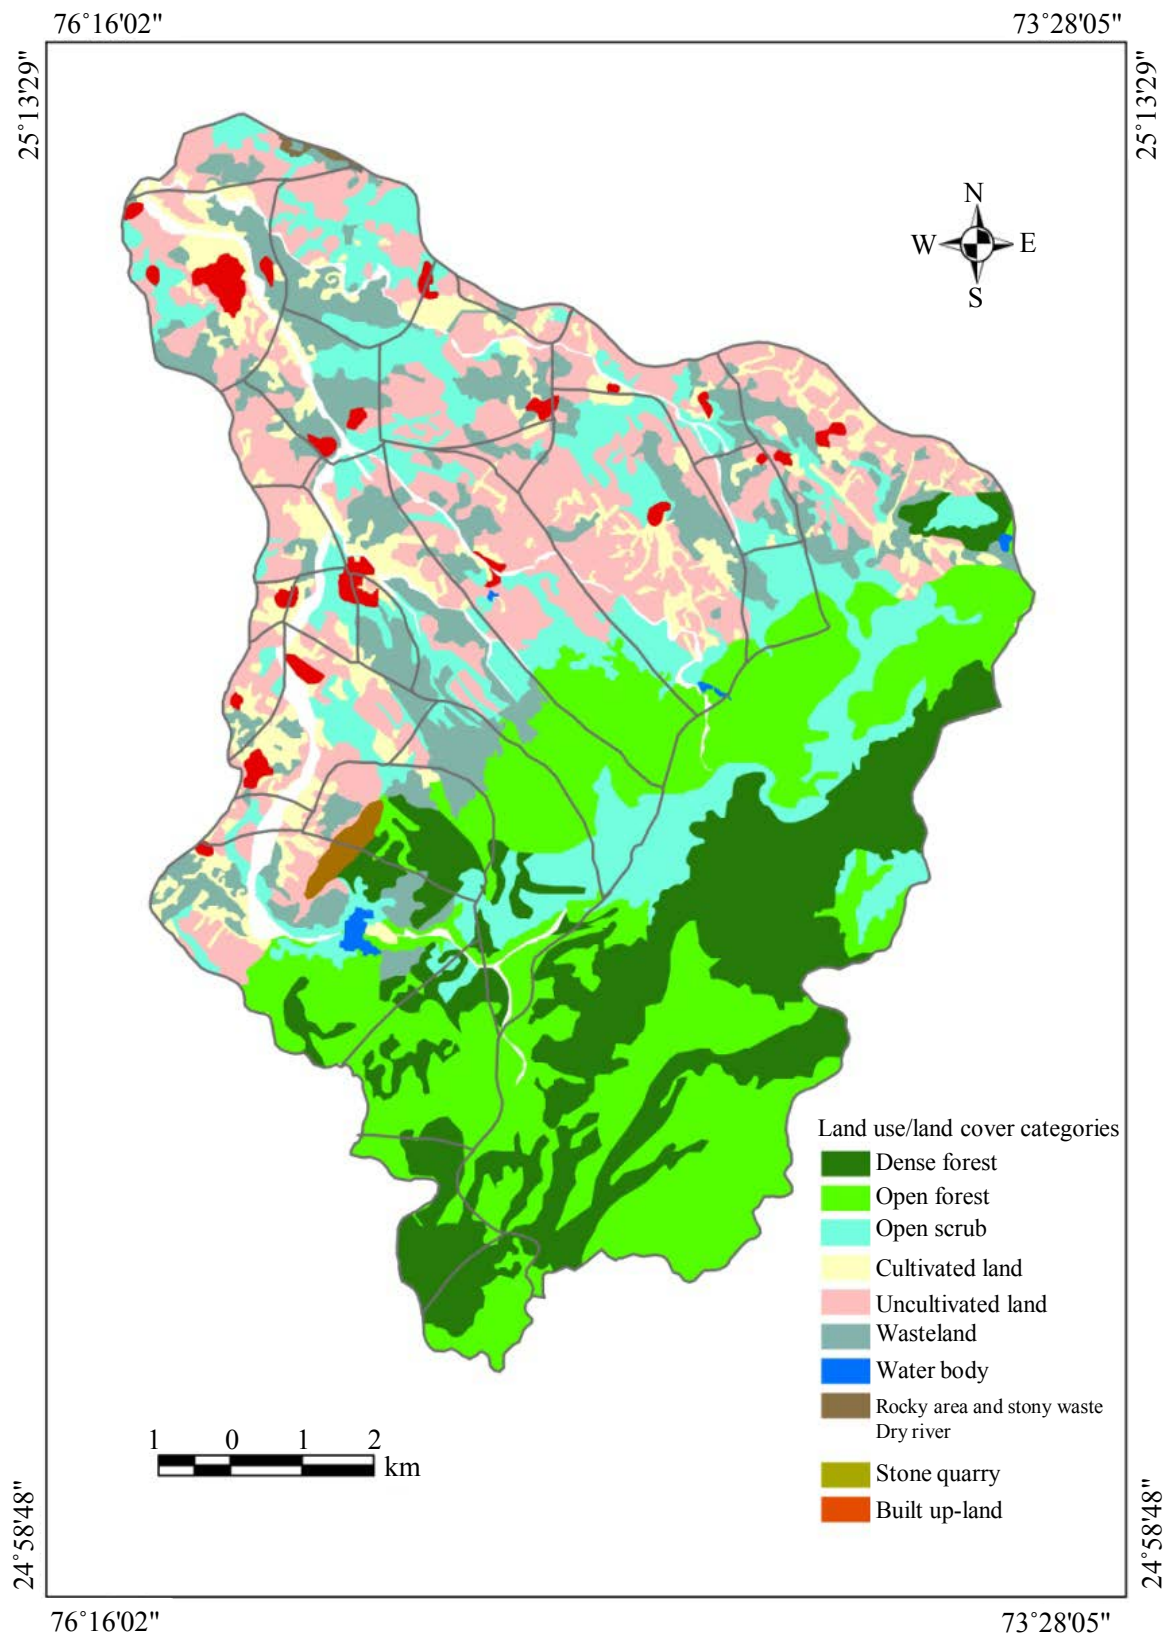 76˚16'02"
73˚28'05"
25˚13'29"
25˚13'29"
N
W
E
S
Land use/land cover categories
Dense forest
Open forest
Open scrub
Cultivated land
Uncultivated land
Wasteland
Water body
Rocky area and stony waste
Dry river
Stone quarry
Built up-land
1 0 1 2
km
24˚58'48"
24˚58'48"
76˚16'02"
73˚28'05"